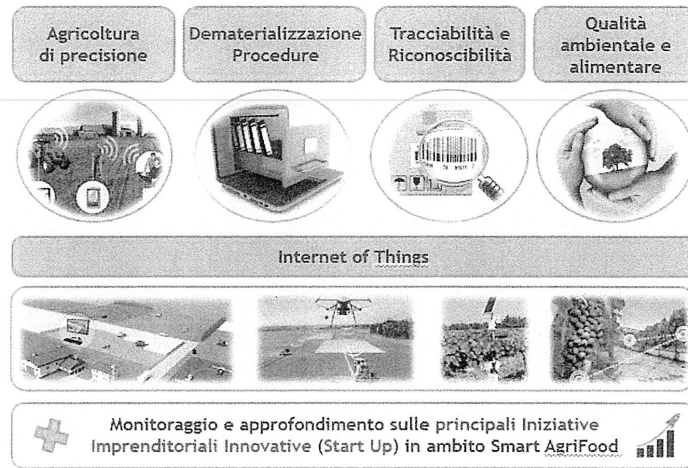 Agricoltura
di precisione
Dematerializzazione
Procedure
Tracciabilità e
Riconoscibilità
Qualità
ambientale e
alimentare
Internet of Things
Monitoraggio e approfondimento sulle principali Iniziative
Imprenditoriali Innovative (Start Up) in ambito Smart AgriFood